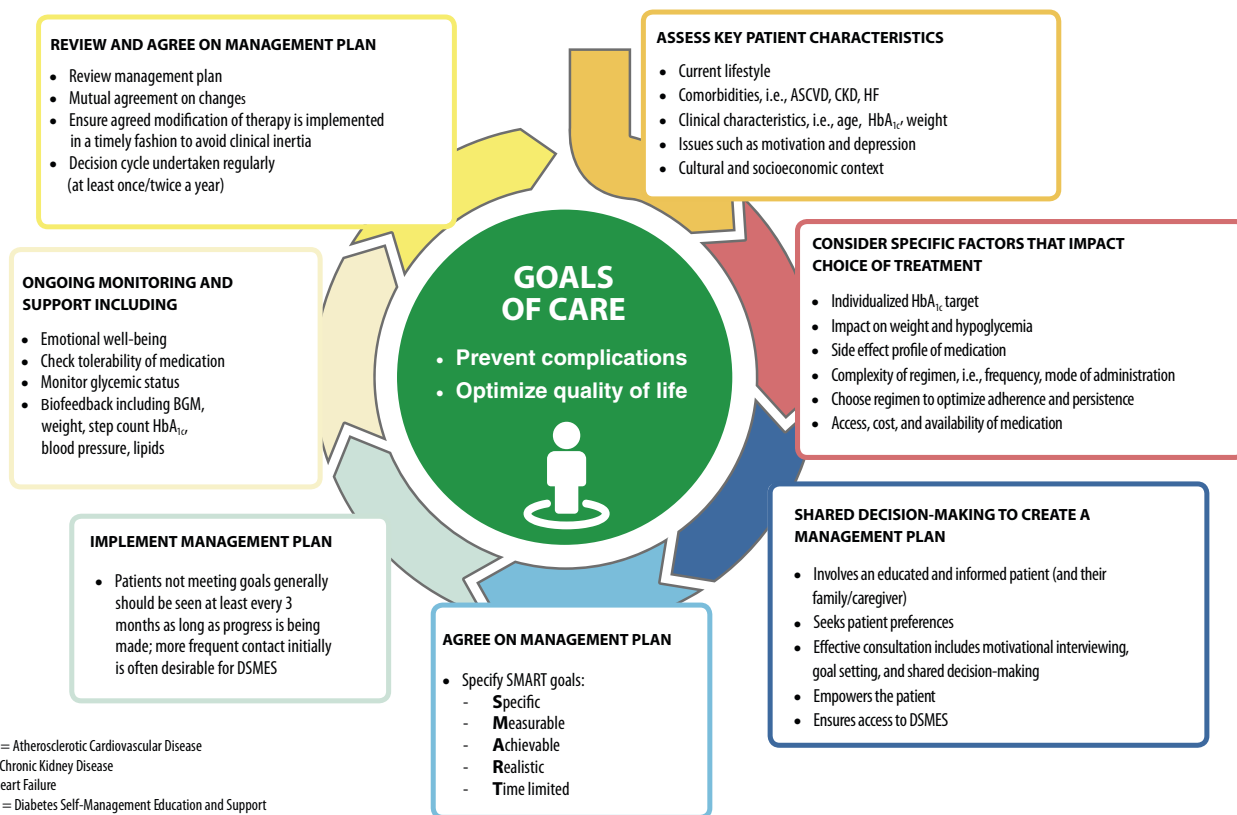 REVIEW AND AGREE ON MANAGEMENT PLAN
• Review management plan
• Mutual agreement on changes
• Ensure agreed modification of therapy is implemented
in a timely fashion to avoid clinical inertia
• Decision cycle undertaken regularly
(at least once/twice a year)
ASSESS KEY PATIENT CHARACTERISTICS
• Current lifestyle
• Comorbidities, i.e., ASCVD, CKD, HF
• Clinical characteristics, i.e., age, HbA1c, weight
• Issues such as motivation and depression
• Cultural and socioeconomic context
CONSIDER SPECIFIC FACTORS THAT IMPACT
CHOICE OF TREATMENT
• Individualized HbA1c target
• Impact on weight and hypoglycemia
• Side effect profile of medication
• Complexity of regimen, i.e., frequency, mode of administration
• Choose regimen to optimize adherence and persistence
• Access, cost, and availability of medication
SHARED DECISION-MAKING TO CREATE A
MANAGEMENT PLAN
• Involves an educated and informed patient (and their
family/caregiver)
• Seeks patient preferences
• Effective consultation includes motivational interviewing,
goal setting, and shared decision-making
• Empowers the patient
• Ensures access to DSMES
AGREE ON MANAGEMENT PLAN
• Specify SMART goals:
- Specific
- Measurable
- Achievable
- Realistic
- Time limited
IMPLEMENT MANAGEMENT PLAN
• Patients not meeting goals generally
should be seen at least every 3
months as long as progress is being
made; more frequent contact initially
is often desirable for DSMES
ONGOING MONITORING AND
SUPPORT INCLUDING
• Emotional well-being
• Check tolerability of medication
• Monitor glycemic status
• Biofeedback including BGM,
weight, step count HbA1c,
blood pressure, lipids
GOALS
OF CARE
• Prevent complications
• Optimize quality of life
= Atherosclerotic Cardiovascular Disease
Chronic Kidney Disease
eart Failure
= Diabetes Self-Management Education and Support